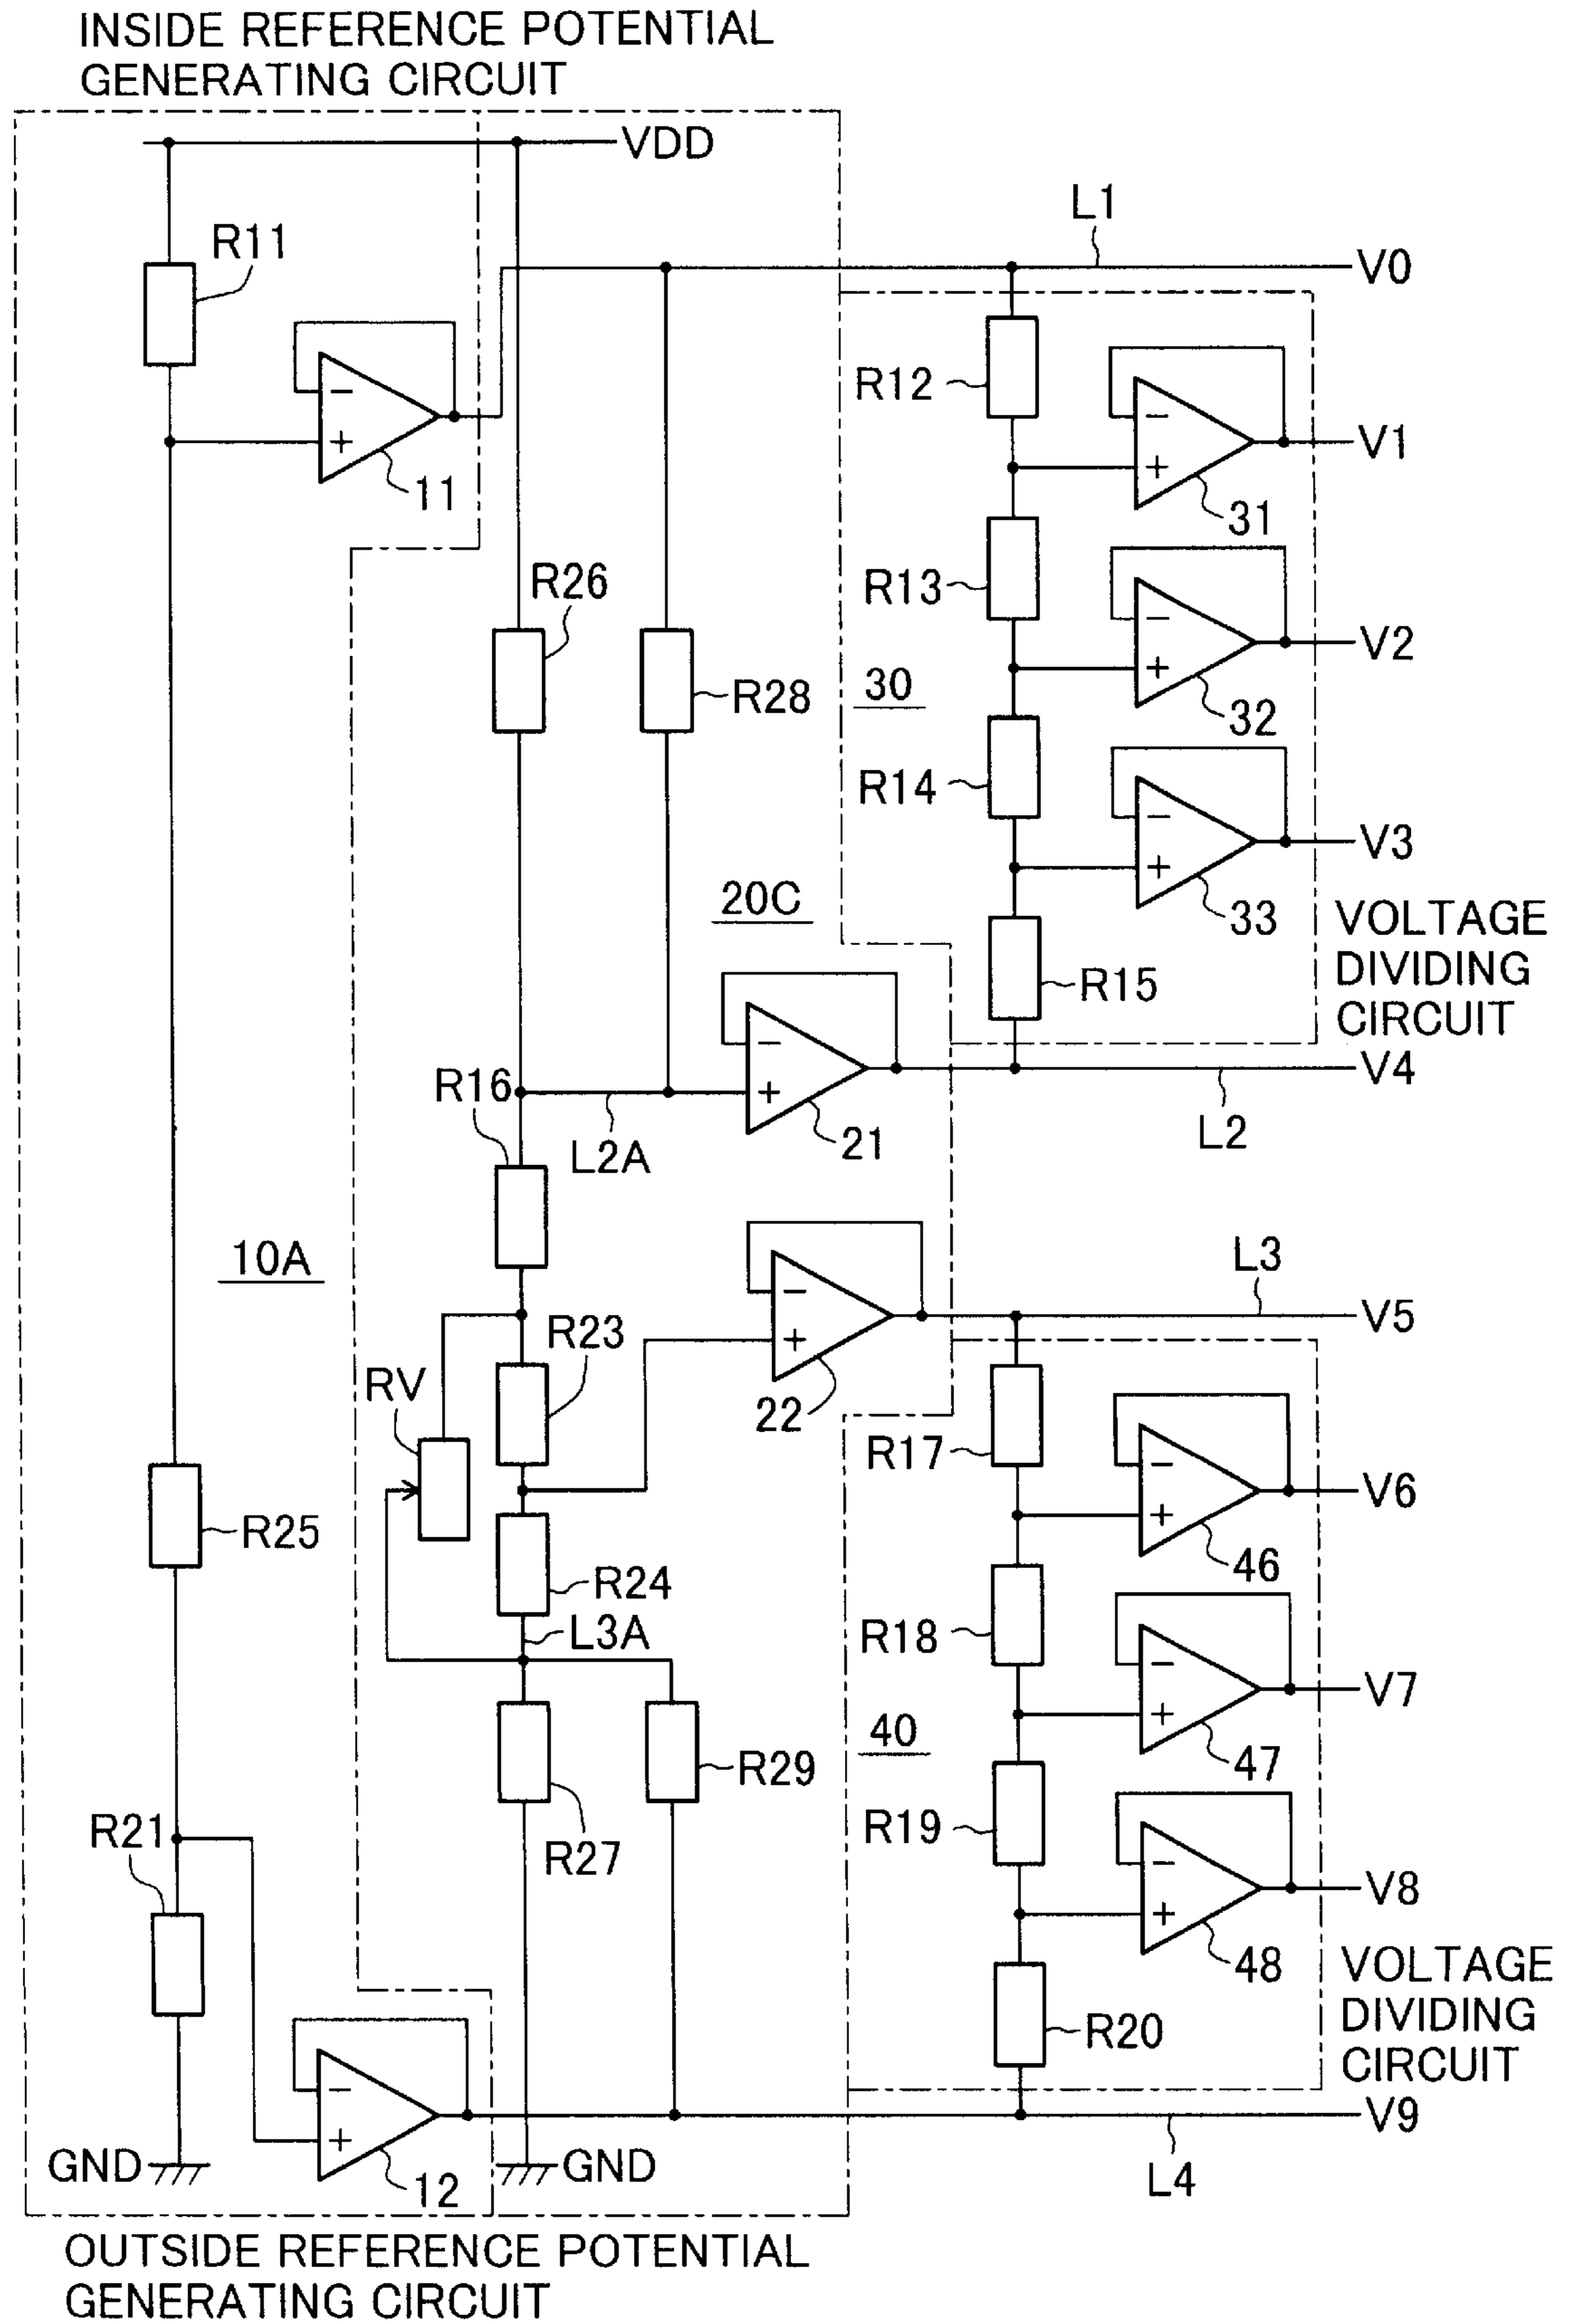 INSIDE REFERENCE POTENTIAL
GENERATING CIRCUIT
VDD
L1
R11
V0
R12
−
+
11
−
+
V1
31
R26
R13
−
+
V2
R28
30
32
R14
−
+
V3
20C
33
VOLTAGE
DIVIDING
CIRCUIT
R15
−
+
V4
R16
L2A
21
L2
10A
L3
−
+
V5
R23
RV
22
R17
−
+
V6
R25
46
R24
L3A
R18
−
+
V7
40
R29
47
R21
R19
R27
−
+
V8
48
VOLTAGE
DIVIDING
CIRCUIT
R20
−
+
V9
GND
12
GND
L4
OUTSIDE REFERENCE POTENTIAL
GENERATING CIRCUIT